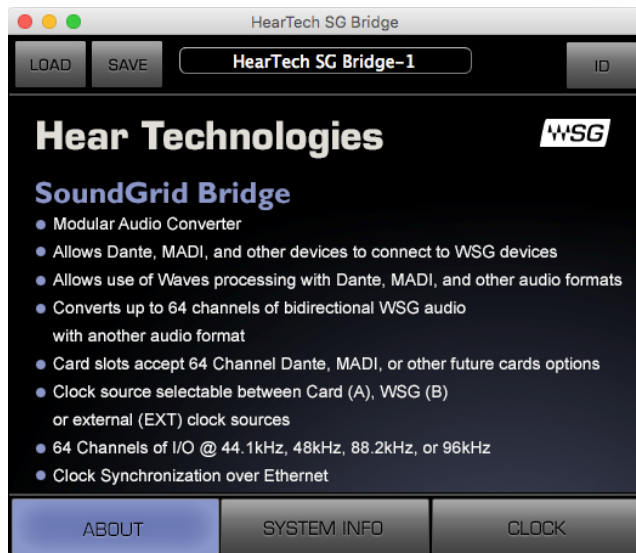 HearTech SG Bridge
LOAD
SAVE
HearTech SG Bridge-1
ID
Hear Technologies
WSG
SoundGrid Bridge
Modular Audio Converter
Allows Dante, MADI, and other devices to connect to WSG devices
Allows use of Waves processing with Dante, MADI, and other audio formats
Converts up to 64 channels of bidirectional WSG audio
with another audio format
Card slots accept 64 Channel Dante, MADI, or other future cards options
Clock source selectable between Card (A), WSG (B)
or external (EXT) clock sources
64 Channels of I/O @ 44.1kHz, 48kHz, 88.2kHz, or 96kHz
Clock Synchronization over Ethernet
ABOUT
SYSTEM INFO
CLOCK